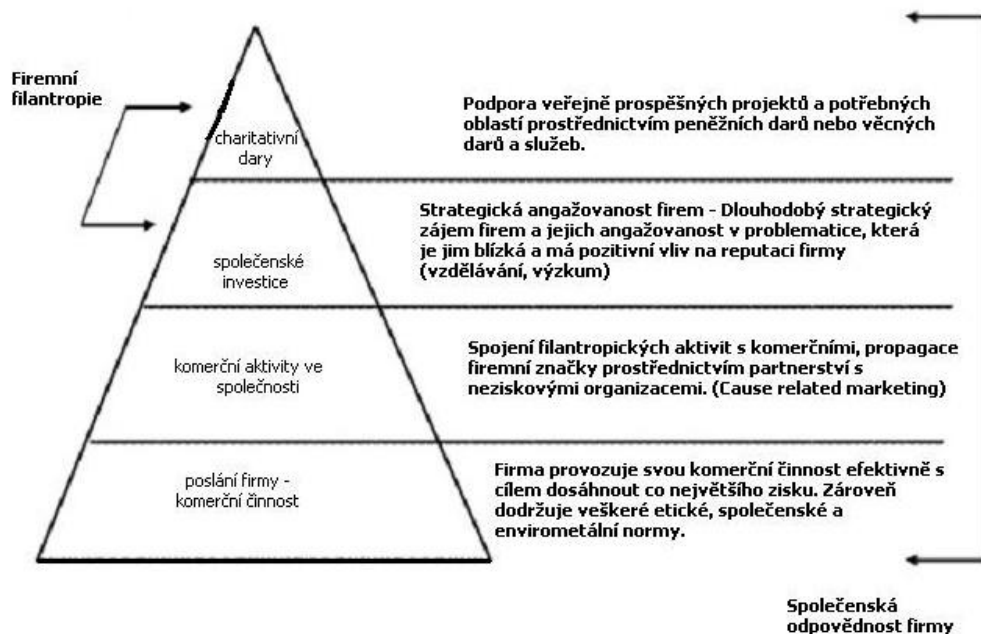 Firemní
filantropie
charitativní
dary
Podpora veřejně prospěšných projektů a potřebných
oblastí prostřednictvím peněžních darů nebo věcných
darů a služeb.
společenské
investice
Strategická angažovanost firem - Dlouhodobý strategický
zájem firem a jejich angažovanost v problematice, která
je jim blízká a má pozitivní vliv na reputaci firmy
(vzdělávání, výzkum)
komerční aktivity ve
společnosti
Spojení filantropických aktivit s komerčními, propagace
firemní značky prostřednictvím partnerství s
neziskovými organizacemi. (Cause related marketing)
poslání firmy -
komerční činnost
Firma provozuje svou komerční činnost efektivně s
cílem dosáhnout co největšího zisku. Zároveň
dodržuje veškeré etické, společenské a
envirometální normy.
Společenská
odpovědnost firmy